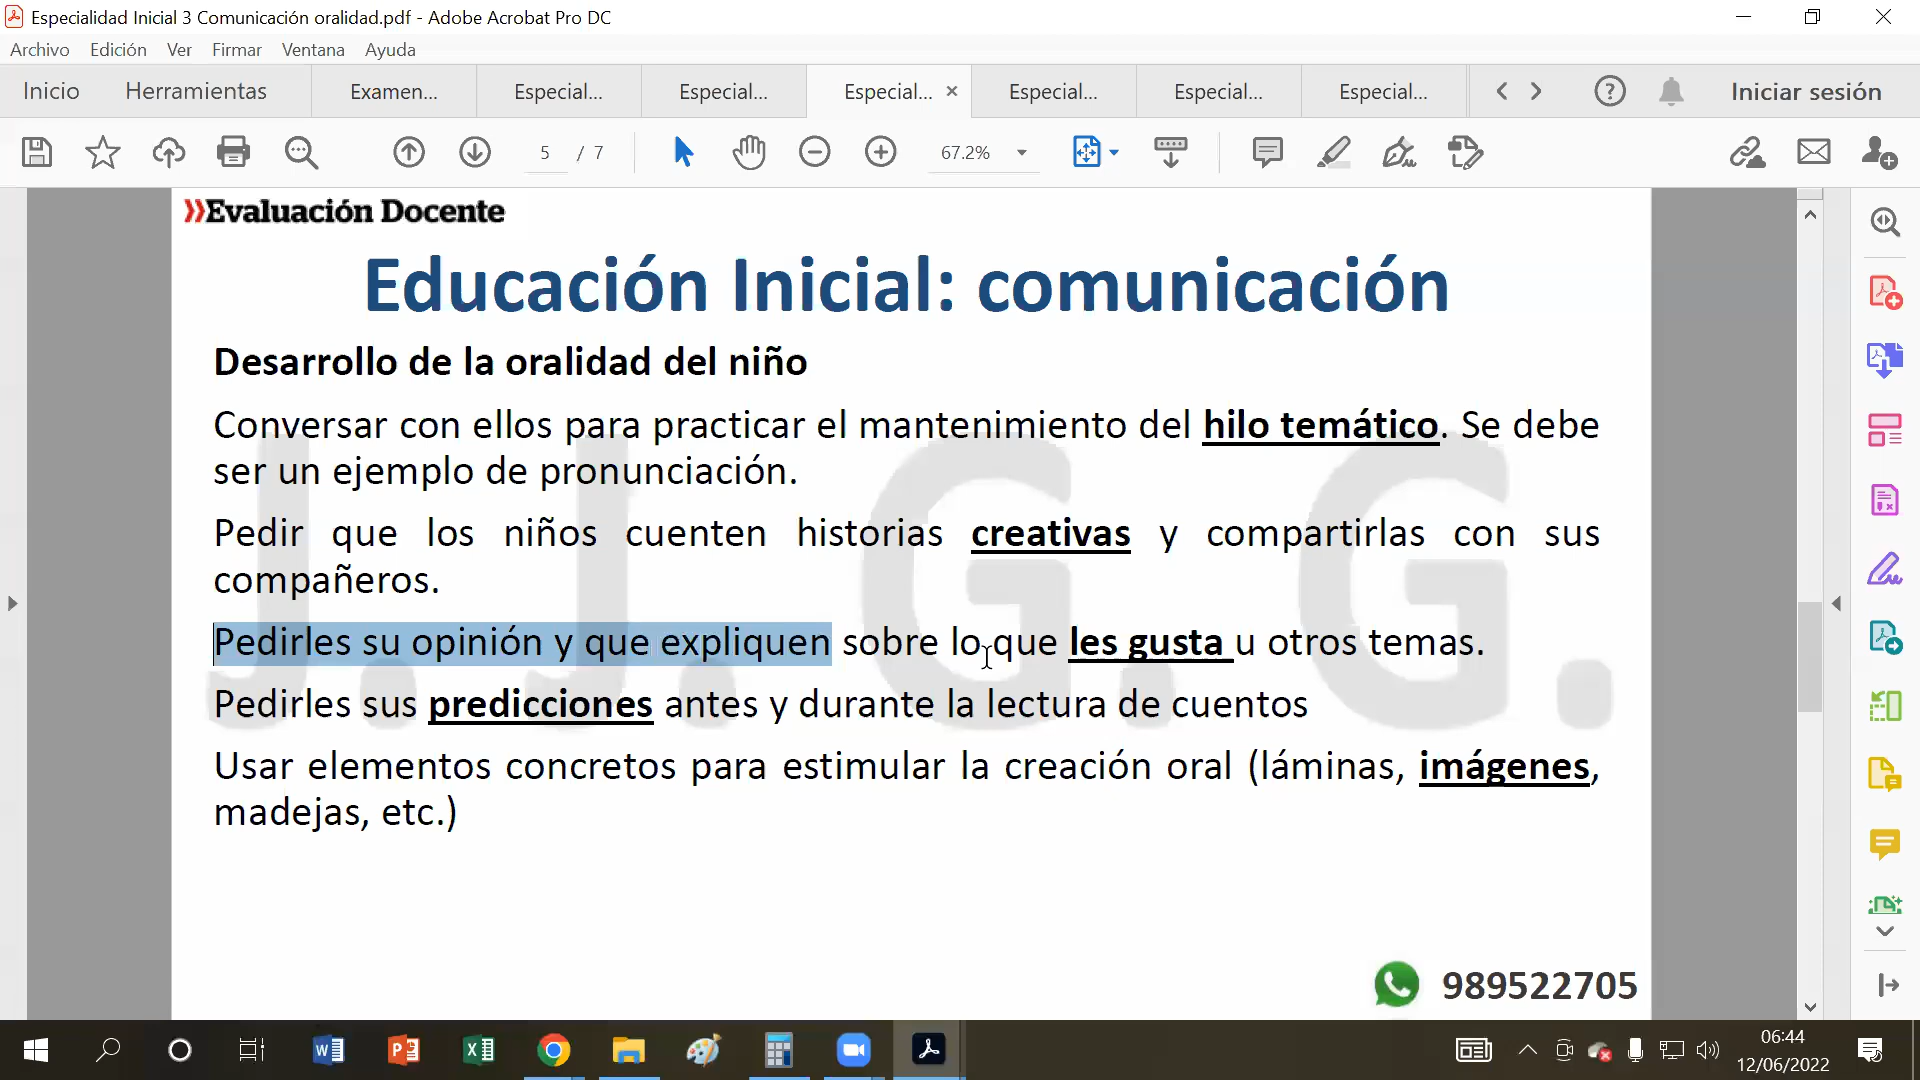 Especialidad Inicial 3 Comunicación oralidad.pdf - Adobe Acrobat Pro DC
Archivo Edición Ver Firmar Ventana Ayuda
Inicio Herramientas Examen... Especial... Especial... Especial... × Especial... Especial... Especial... Iniciar sesión
5 / 7 67.2%
Evaluación Docente
Educación Inicial: comunicación
Desarrollo de la oralidad del niño
Conversar con ellos para practicar el mantenimiento del hilo temático. Se debe
ser un ejemplo de pronunciación.
Pedir que los niños cuenten historias creativas y compartirlas con sus
compañeros.
Pedirles su opinión y que expliquen sobre lo que les gusta u otros temas.
Pedirles sus predicciones antes y durante la lectura de cuentos
Usar elementos concretos para estimular la creación oral (láminas, imágenes,
madejas, etc.)
J. J. G. G.
989522705
06:44
12/06/2022